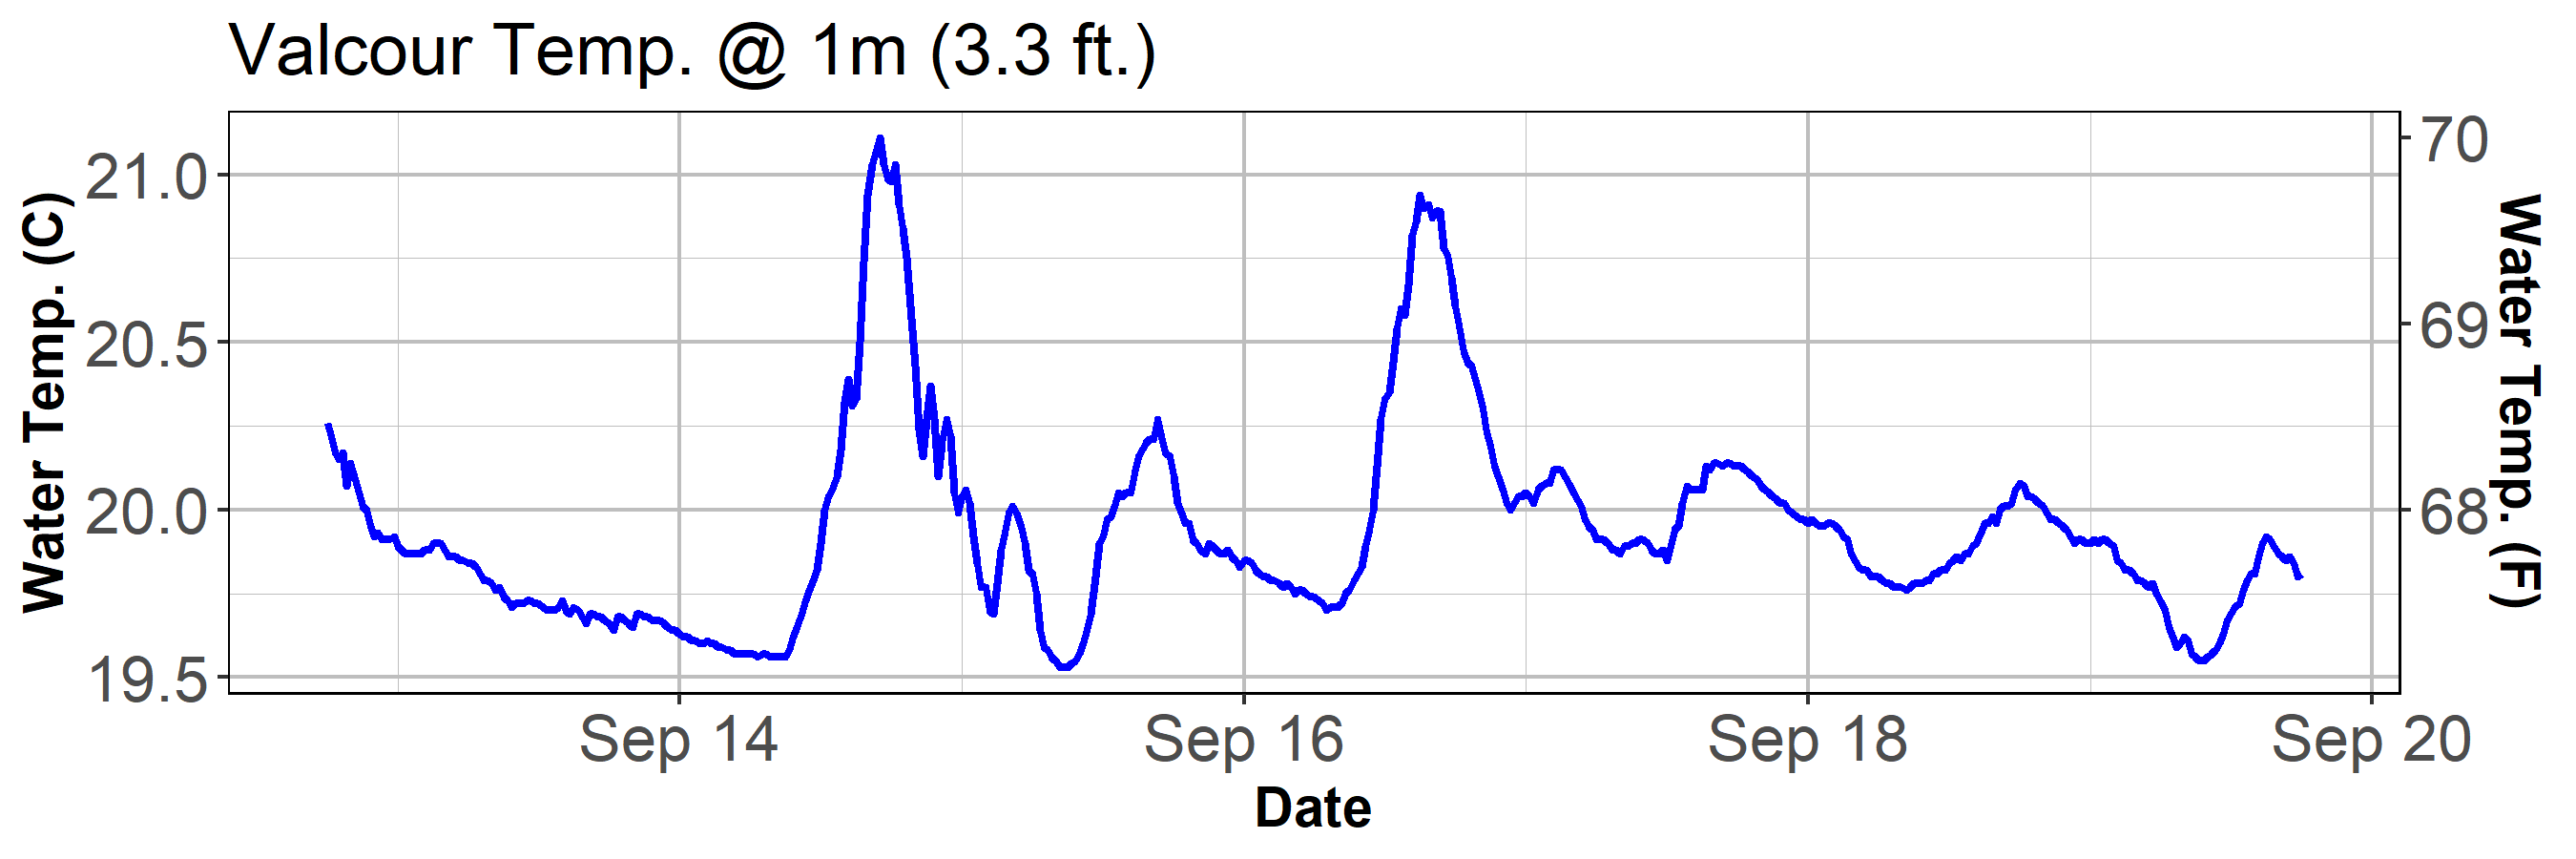 Valcour Temp. @ 1m (3.3 ft.)
Water Temp. (C)
21.0
20.5
20.0
19.5
70
69
68
Water Temp. (F)
Sep 14
Sep 16
Sep 18
Sep 20
Date